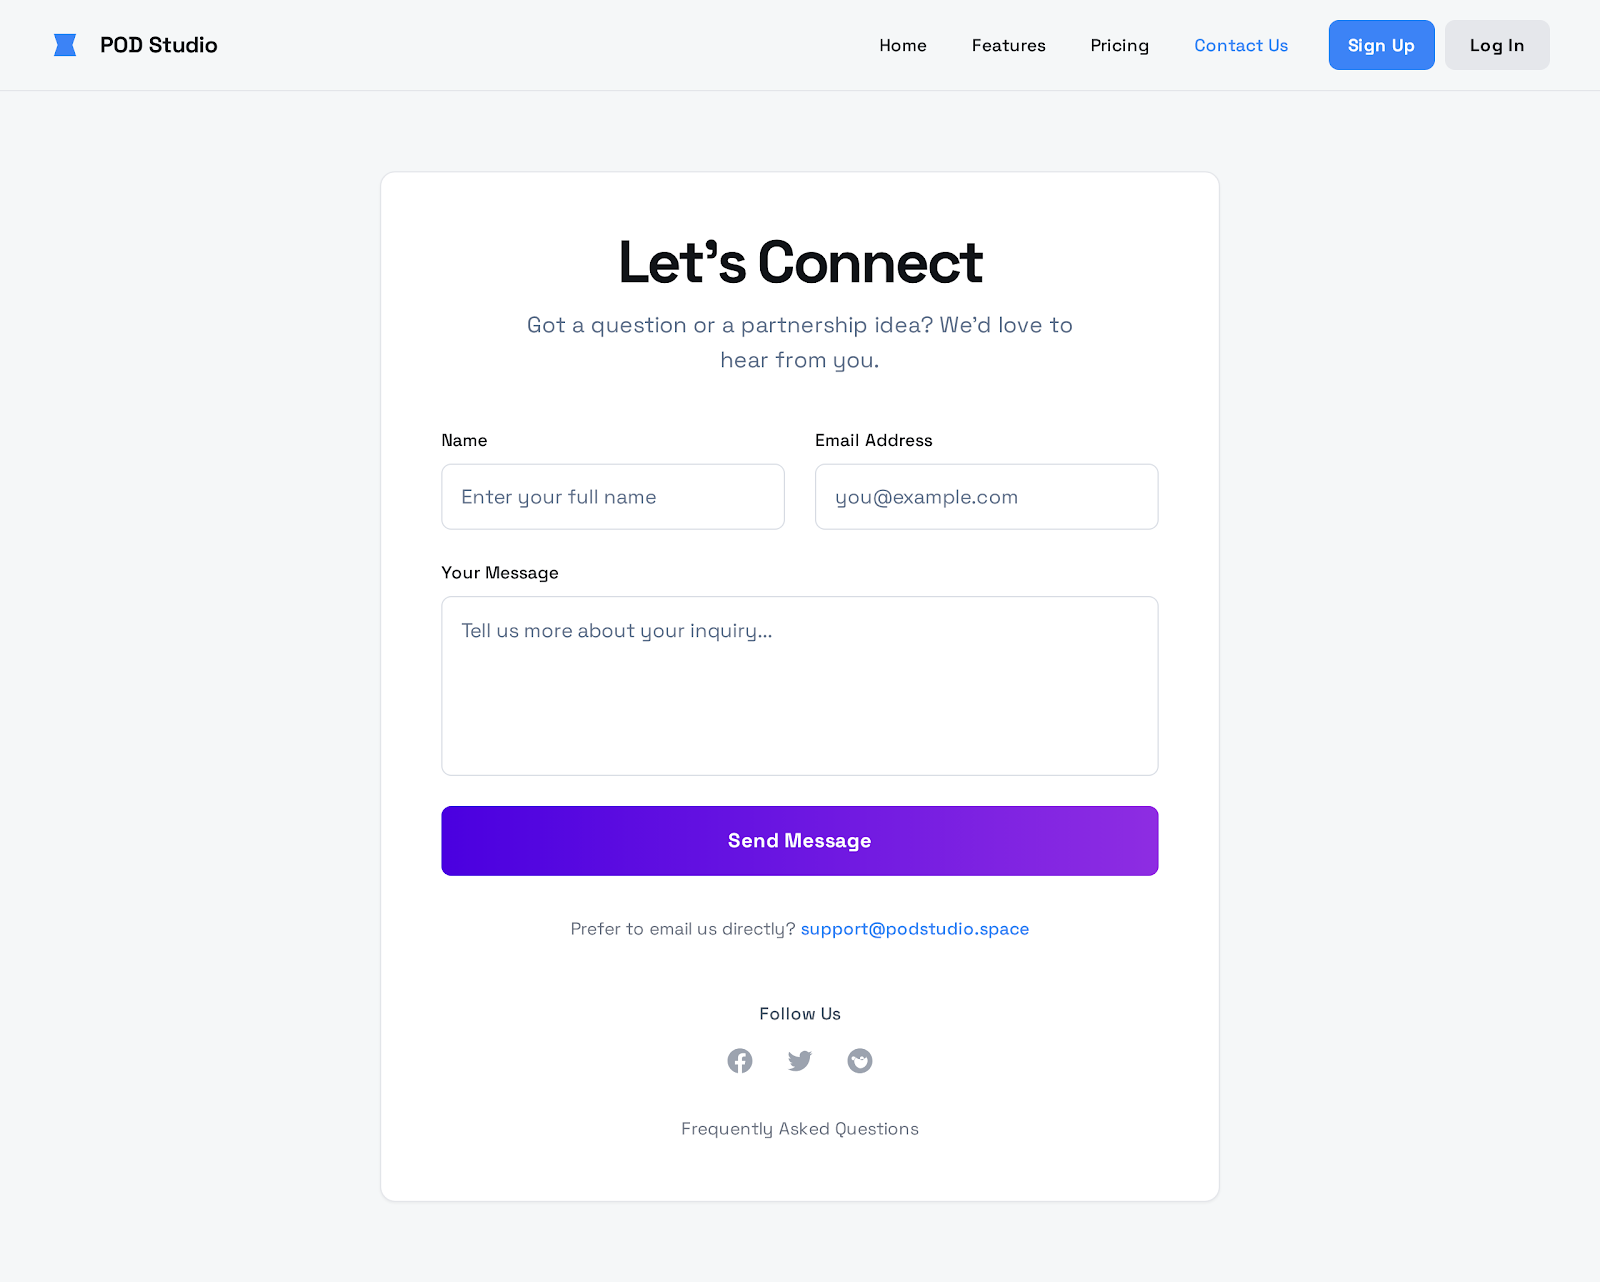 POD Studio
Home
Features
Pricing
Contact Us
Sign Up
Log In
Let’s Connect
Got a question or a partnership idea? We’d love to
hear from you.
Name
Email Address
Enter your full name
you@example.com
Your Message
Tell us more about your inquiry...
Send Message
Prefer to email us directly? support@podstudio.space
Follow Us
Frequently Asked Questions